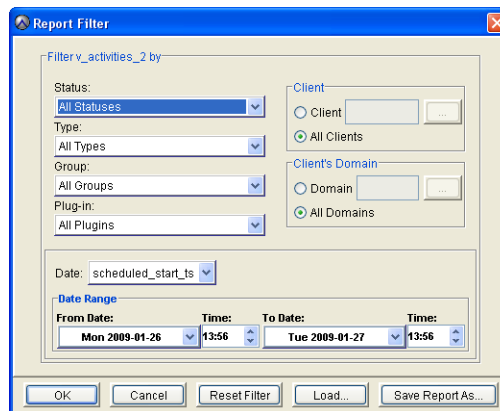 Report Filter
Filter v_activities_2 by
Status:
All Statuses
Type:
All Types
Group:
All Groups
Plug-in:
All Plugins
Client
Client ...
All Clients
Client's Domain
Domain ...
All Domains
Date: scheduled_start_ts
Date Range
From Date: Time: To Date: Time:
Mon 2009-01-26 13:56 Tue 2009-01-27 13:56
OK Cancel Reset Filter Load... Save Report As...